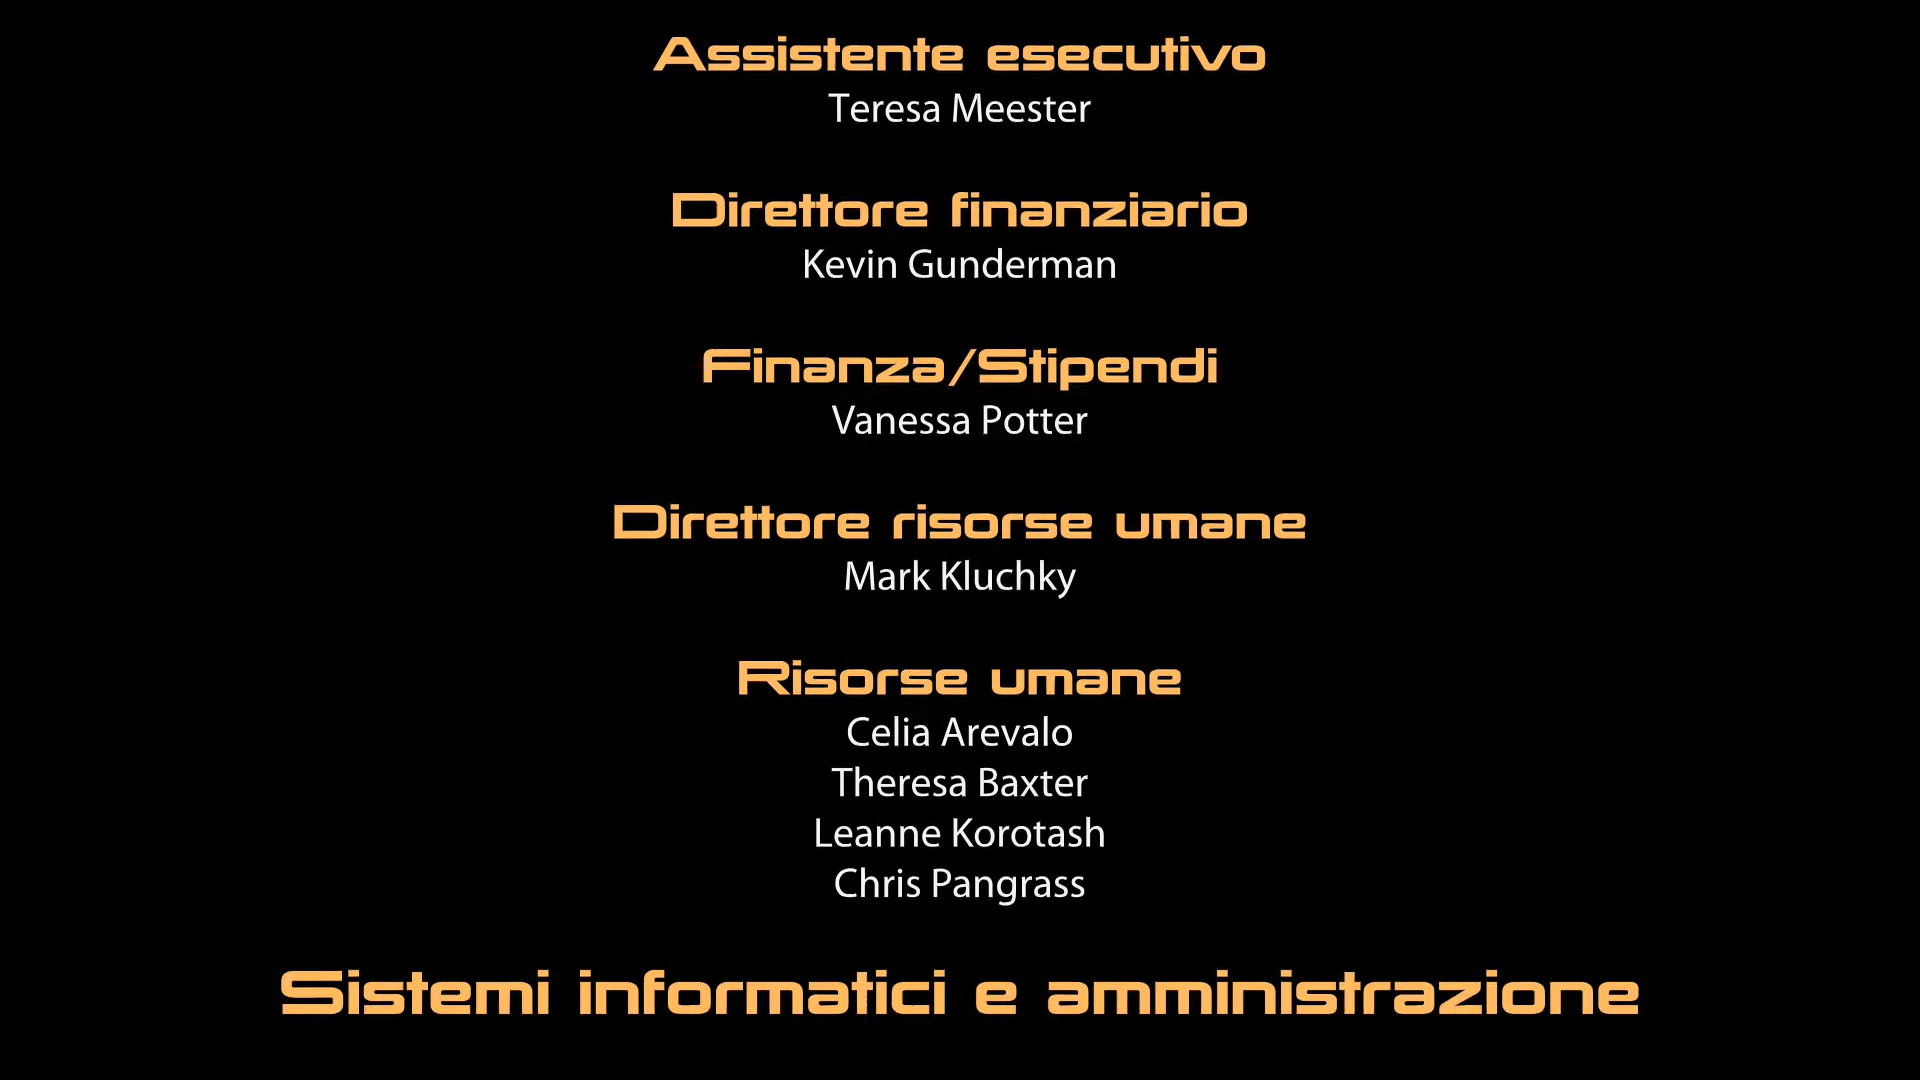 Assistente esecutivo
Teresa Meester
Direttore finanziario
Kevin Gunderman
Finanza/Stipendi
Vanessa Potter
Direttore risorse umane
Mark Kluchky
Risorse umane
Celia Arevalo
Theresa Baxter
Leanne Korotash
Chris Pangrass
Sistemi informatici e amministrazione